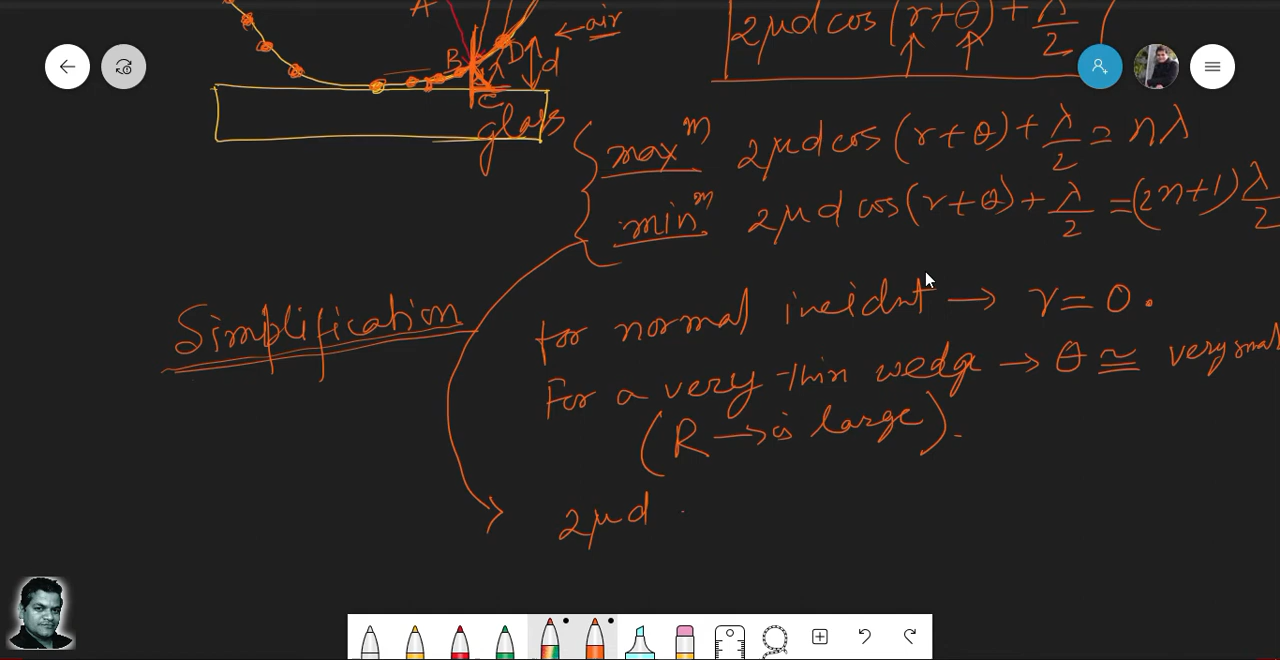 A
B D ← air
d
C
glass
2μd cos (r+θ) + λ/2
max^m 2μd cos (r+θ) + λ/2 = nλ
min^m 2μd cos (r+θ) + λ/2 = (2n+1) λ/2
Simplification
for normal incident → r = 0.
For a very thin wedge → θ ≅ very smal
(R → is large).
2μd